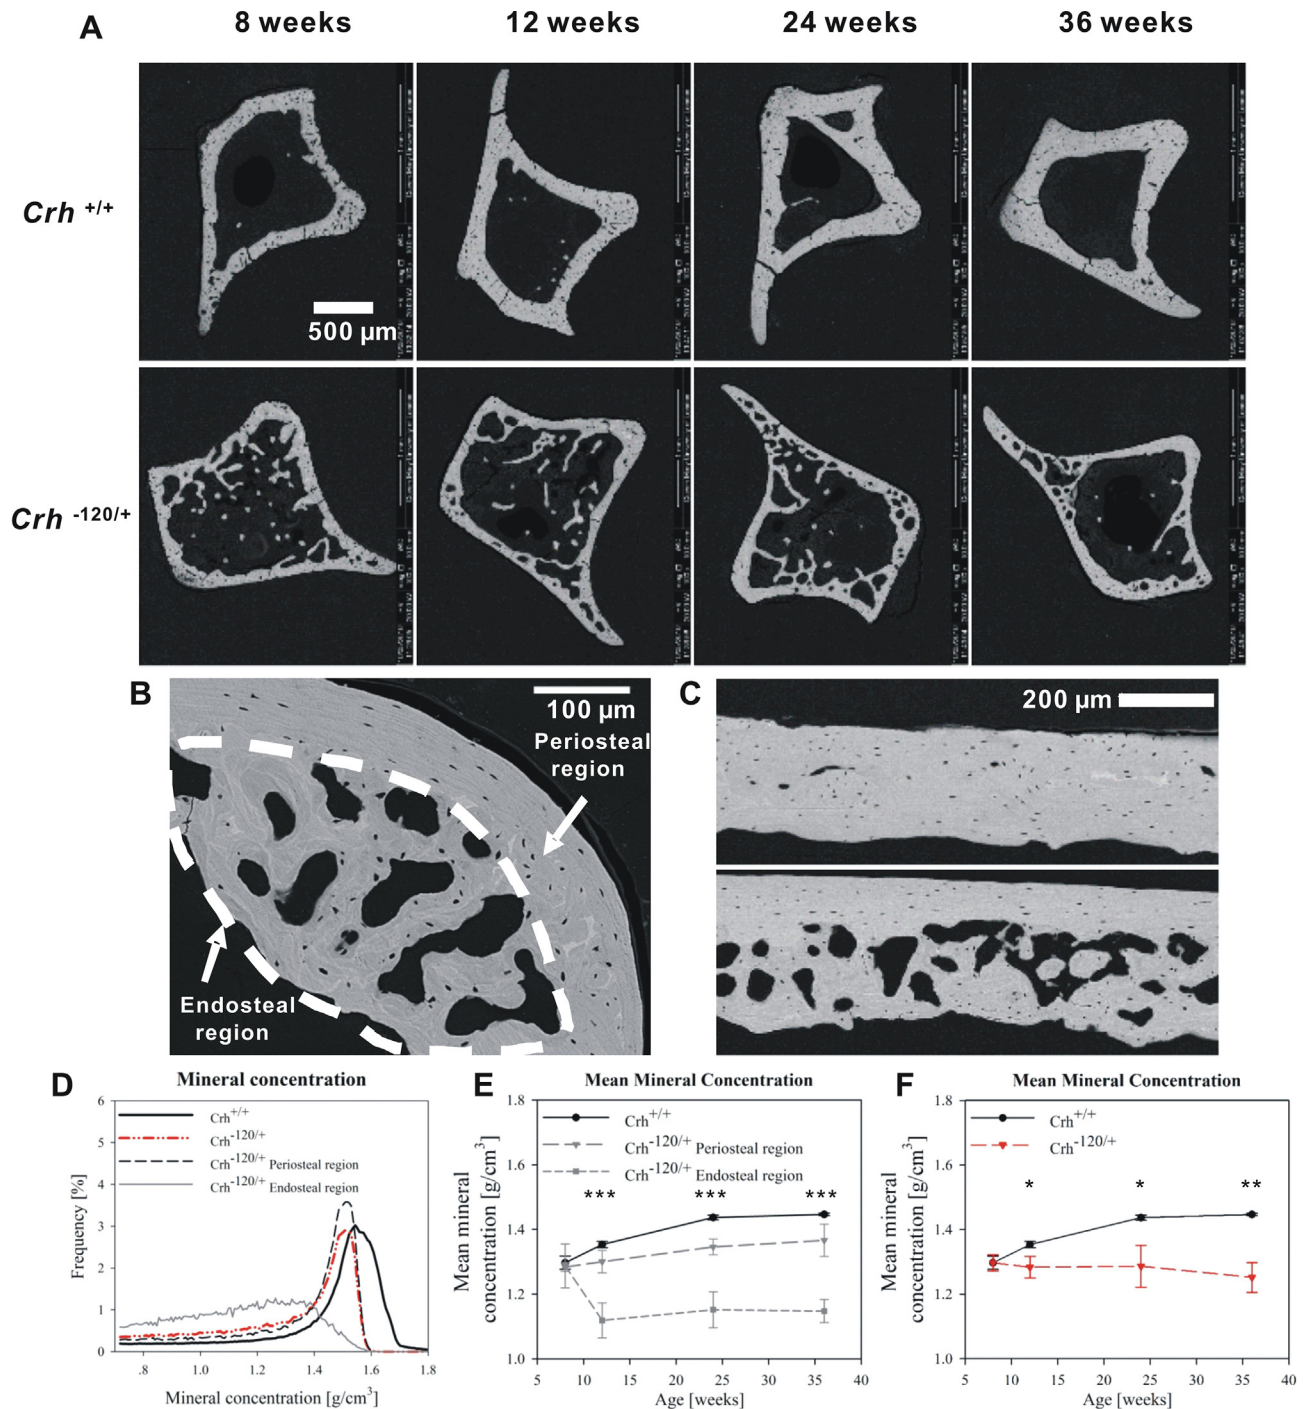 A
8 weeks
12 weeks
24 weeks
36 weeks
Crh +/+
500 µm
Crh -120/+
B
100 µm
Periosteal
region
Endosteal
region
C
200 µm
D
Mineral concentration
Crh+/+
Crh-120/+
Crh-120/+ Periosteal region
Crh-120/+ Endosteal region
Frequency [%]
6
5
4
3
2
1
0
.8
1.0
1.2
1.4
1.6
1.8
Mineral concentration [g/cm3]
E
Mean Mineral Concentration
Crh+/+
Crh-120/+ Periosteal region
Crh-120/+ Endosteal region
***
***
***
Mean mineral
concentration [g/cm3]
1.8
1.6
1.4
1.2
1.0
5
10
15
20
25
30
35
40
Age [weeks]
F
Mean Mineral Concentration
Crh+/+
Crh-120/+
*
*
**
Mean mineral
concentration [g/cm3]
1.8
1.6
1.4
1.2
1.0
5
10
15
20
25
30
35
40
Age [weeks]